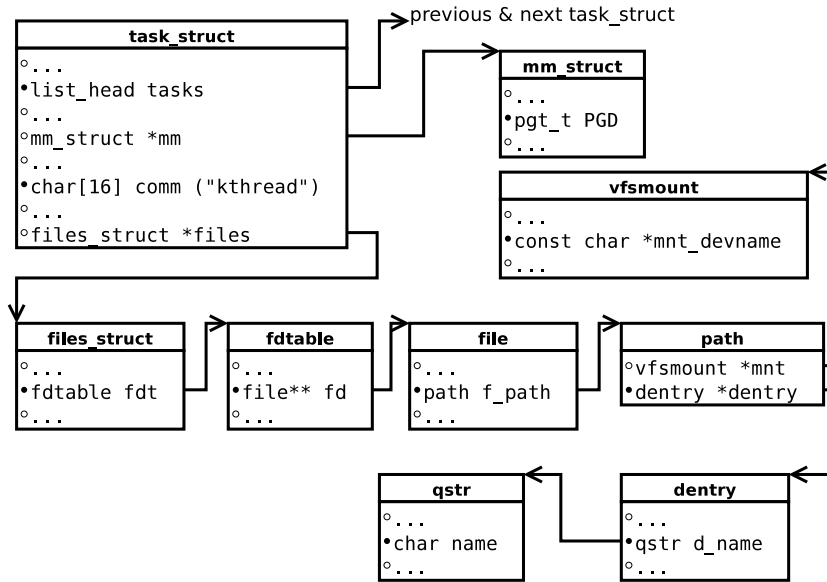 previous & next task_struct
task_struct
...
list_head tasks
...
mm_struct *mm
...
char[16] comm ("kthread")
...
files_struct *files
mm_struct
...
pgt_t PGD
...
vfsmount
...
const char *mnt_devname
...
files_struct
...
fdtable fdt
...
fdtable
...
file** fd
...
file
...
path f_path
...
path
vfsmount *mnt
dentry *dentry
qstr
...
char name
...
dentry
...
qstr d_name
...